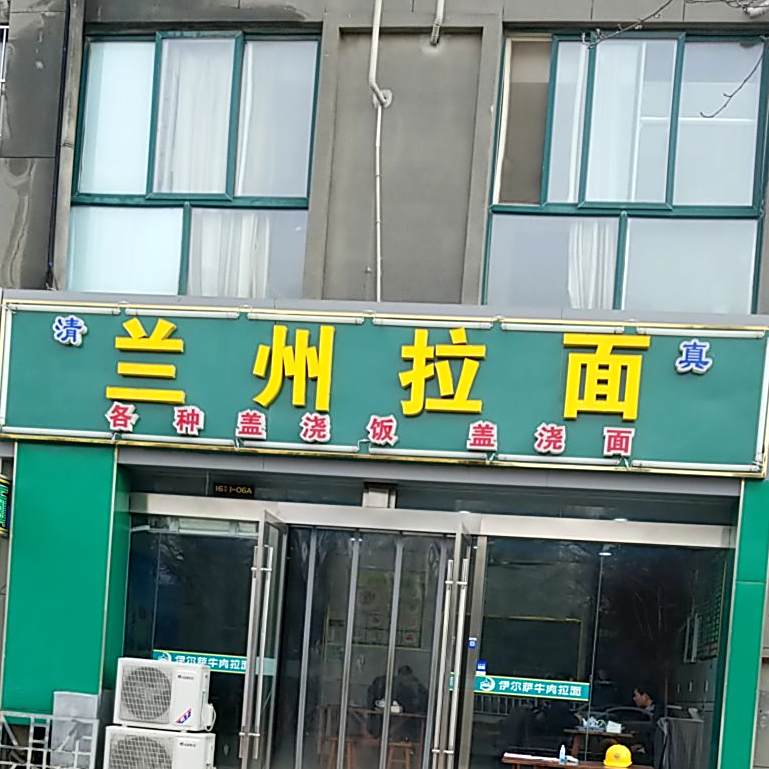 清 兰州拉面 真
各种盖浇饭 盖浇面
伊尔萨牛肉拉面
伊尔萨牛肉拉面